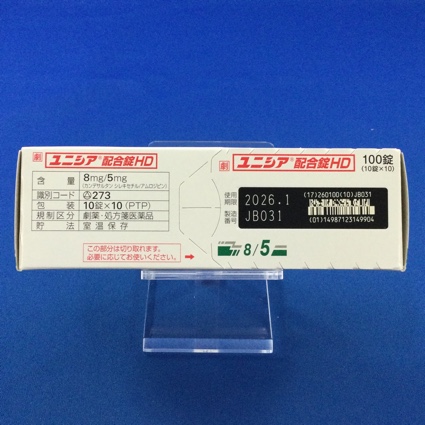 劇 ユニシア®配合錠HD
含量 8mg/5mg
(カンデサルタン シレキセチル/アムロジピン)
識別コード 273
包装 10錠×10 (PTP)
規制区分 劇薬・処方箋医薬品
貯法 室温保存
この部分は切り取れます。
必要に応じてお使いください。
劇 ユニシア®配合錠HD 100錠
(10錠×10)
使用期限 2026.1
製造番号 JB031
(17)260100(10)JB031
(01)14987123149904
8/5